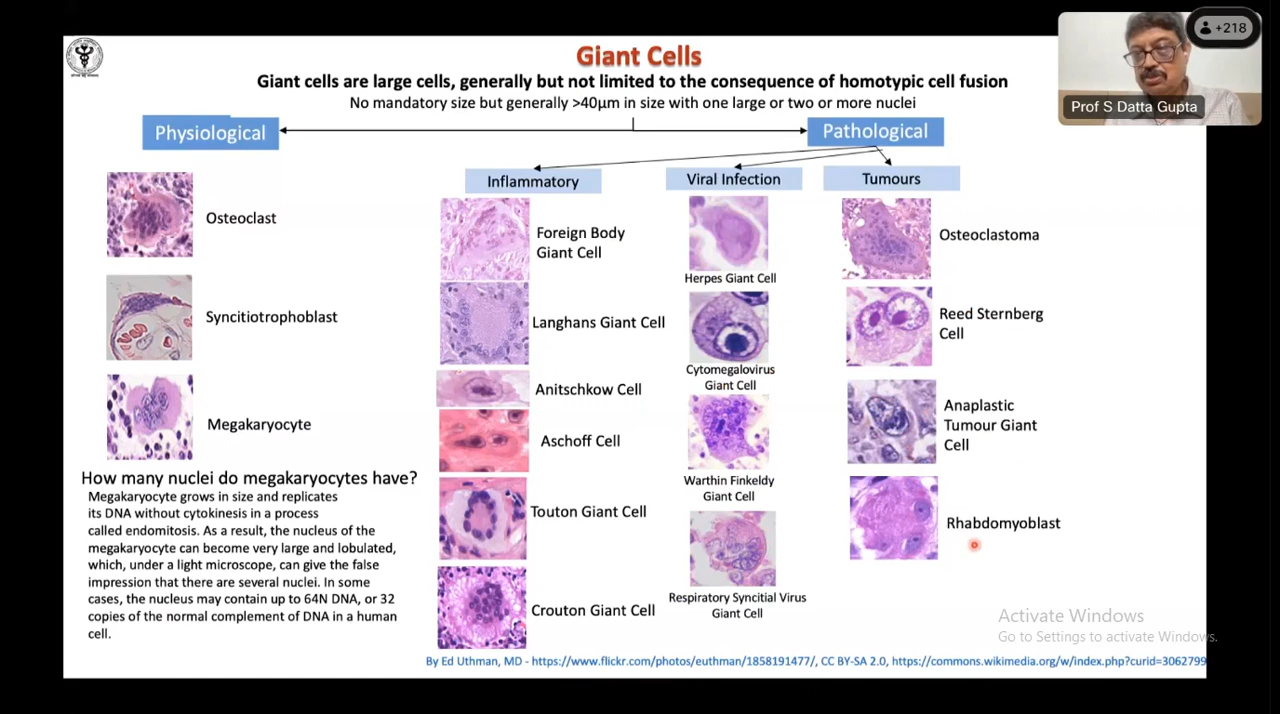 Giant Cells
Giant cells are large cells, generally but not limited to the consequence of homotypic cell fusion
No mandatory size but generally >40µm in size with one large or two or more nuclei
+218
Prof S Datta Gupta
Physiological
Pathological
Inflammatory
Viral Infection
Tumours
Osteoclast
Syncitiotrophoblast
Megakaryocyte
How many nuclei do megakaryocytes have?
Megakaryocyte grows in size and replicates
its DNA without cytokinesis in a process
called endomitosis. As a result, the nucleus of the
megakaryocyte can become very large and lobulated,
which, under a light microscope, can give the false
impression that there are several nuclei. In some
cases, the nucleus may contain up to 64N DNA, or 32
copies of the normal complement of DNA in a human
cell.
Foreign Body
Giant Cell
Langhans Giant Cell
Anitschkow Cell
Aschoff Cell
Touton Giant Cell
Crouton Giant Cell
Herpes Giant Cell
Cytomegalovirus
Giant Cell
Warthin Finkeldy
Giant Cell
Respiratory Syncitial Virus
Giant Cell
Osteoclastoma
Reed Sternberg
Cell
Anaplastic
Tumour Giant
Cell
Rhabdomyoblast
Activate Windows
Go to Settings to activate Windows.
By Ed Uthman, MD - https://www.flickr.com/photos/euthman/1858191477/, CC BY-SA 2.0, https://commons.wikimedia.org/w/index.php?curid=3062799